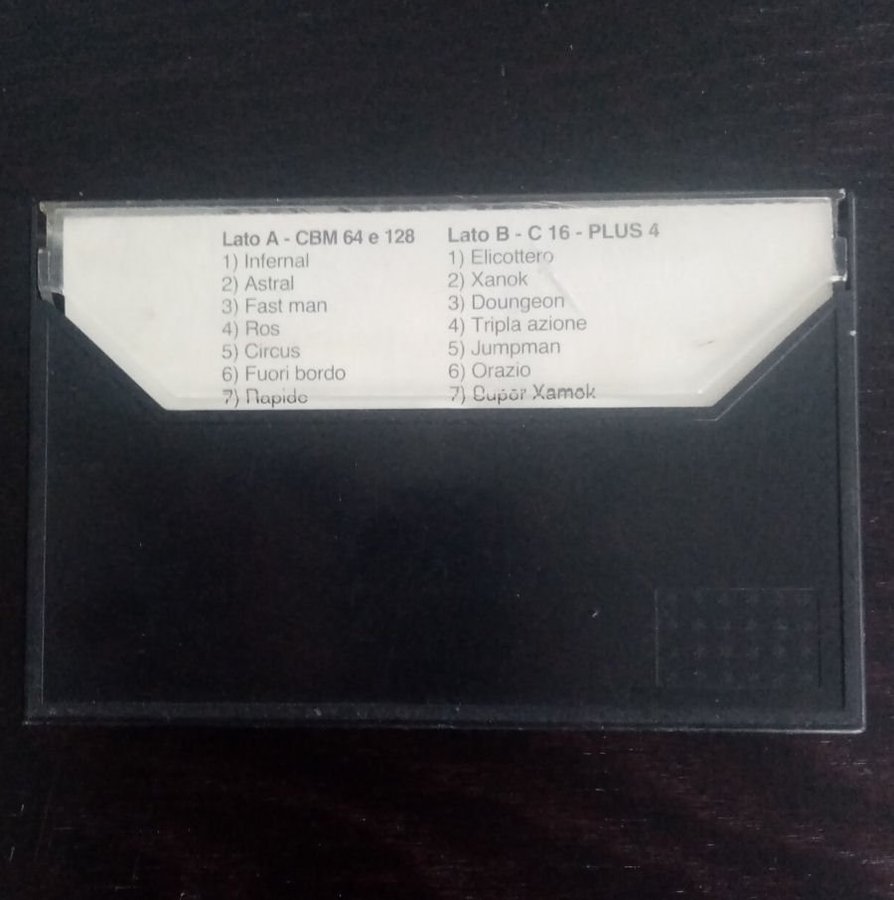 Lato A - CBM 64 e 128
1) Infernal
2) Astral
3) Fast man
4) Ros
5) Circus
6) Fuori bordo
7) Rapido
Lato B - C 16 - PLUS 4
1) Elicottero
2) Xanok
3) Doungeon
4) Tripla azione
5) Jumpman
6) Orazio
7) Super Xamok